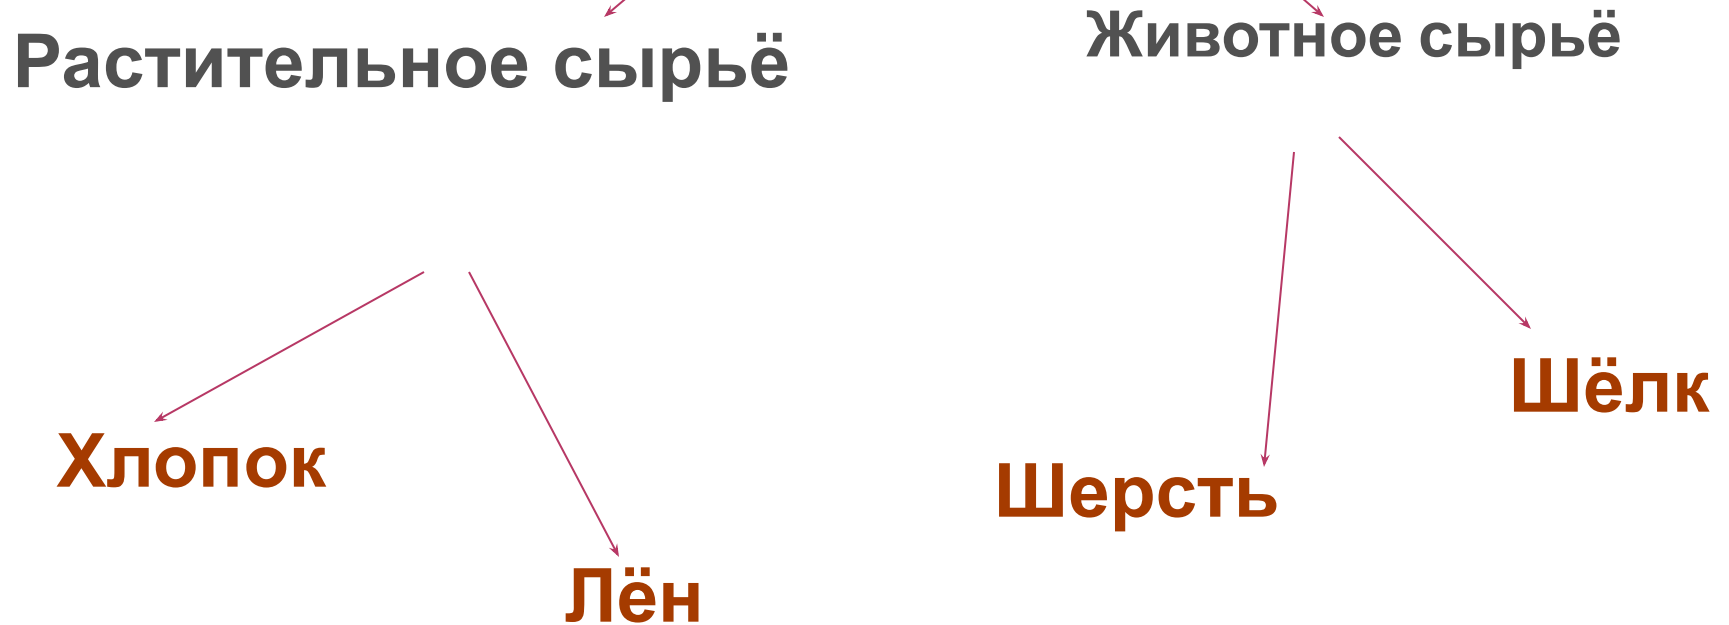 Растительное сырьё
Животное сырьё
Хлопок
Лён
Шерсть
Шёлк